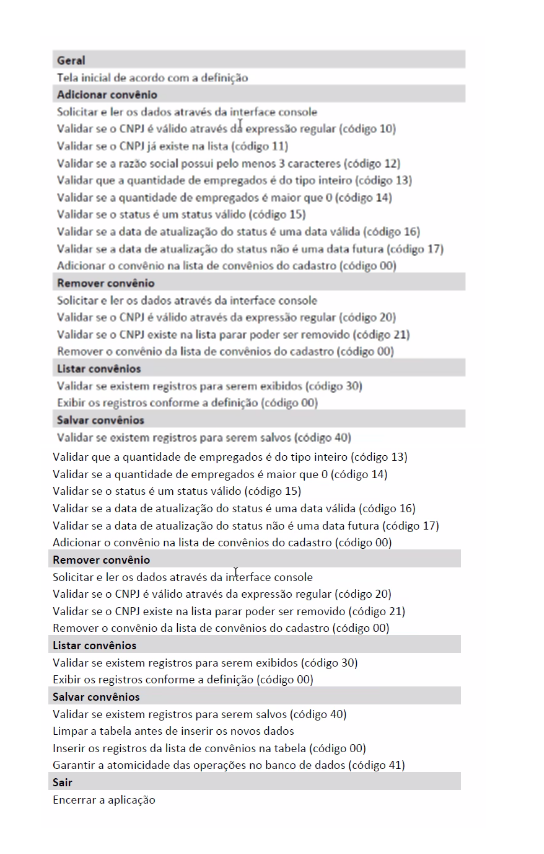 Geral
Tela inicial de acordo com a definição
Adicionar convênio
Solicitar e ler os dados através da interface console
Validar se o CNPJ é válido através da expressão regular (código 10)
Validar se o CNPJ já existe na lista (código 11)
Validar se a razão social possui pelo menos 3 caracteres (código 12)
Validar que a quantidade de empregados é do tipo inteiro (código 13)
Validar se a quantidade de empregados é maior que 0 (código 14)
Validar se o status é um status válido (código 15)
Validar se a data de atualização do status é uma data válida (código 16)
Validar se a data de atualização do status não é uma data futura (código 17)
Adicionar o convênio na lista de convênios do cadastro (código 00)
Remover convênio
Solicitar e ler os dados através da interface console
Validar se o CNPJ é válido através da expressão regular (código 20)
Validar se o CNPJ existe na lista parar poder ser removido (código 21)
Remover o convênio da lista de convênios do cadastro (código 00)
Listar convênios
Validar se existem registros para serem exibidos (código 30)
Exibir os registros conforme a definição (código 00)
Salvar convênios
Validar se existem registros para serem salvos (código 40)
Validar que a quantidade de empregados é do tipo inteiro (código 13)
Validar se a quantidade de empregados é maior que 0 (código 14)
Validar se o status é um status válido (código 15)
Validar se a data de atualização do status é uma data válida (código 16)
Validar se a data de atualização do status não é uma data futura (código 17)
Adicionar o convênio na lista de convênios do cadastro (código 00)
Remover convênio
Solicitar e ler os dados através da interface console
Validar se o CNPJ é válido através da expressão regular (código 20)
Validar se o CNPJ existe na lista parar poder ser removido (código 21)
Remover o convênio da lista de convênios do cadastro (código 00)
Listar convênios
Validar se existem registros para serem exibidos (código 30)
Exibir os registros conforme a definição (código 00)
Salvar convênios
Validar se existem registros para serem salvos (código 40)
Limpar a tabela antes de inserir os novos dados
Inserir os registros da lista de convênios na tabela (código 00)
Garantir a atomicidade das operações no banco de dados (código 41)
Sair
Encerrar a aplicação